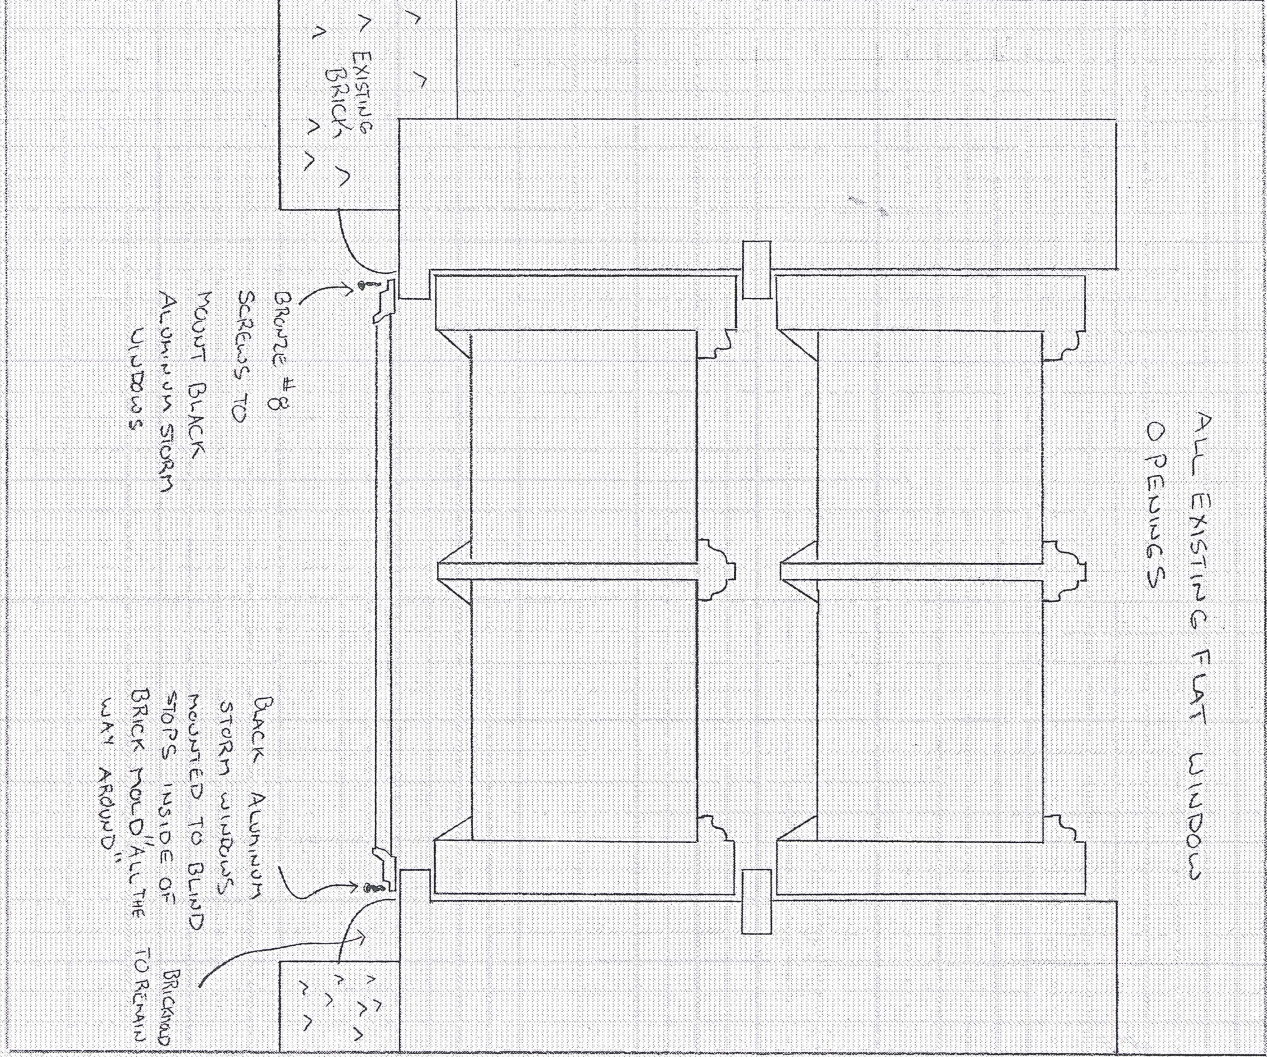 ALL EXISTING FLAT WINDOW
OPENINGS
EXISTING
BRICK
BRONZE #8
SCREWS TO
MOUNT BLACK
ALUMINUM STORM
WINDOWS
BLACK ALUMINUM
STORM WINDOWS
MOUNTED TO BLIND
STOPS INSIDE OF
BRICK MOLD "ALL THE
WAY AROUND"
BRICKMOLD
TO REMAIN